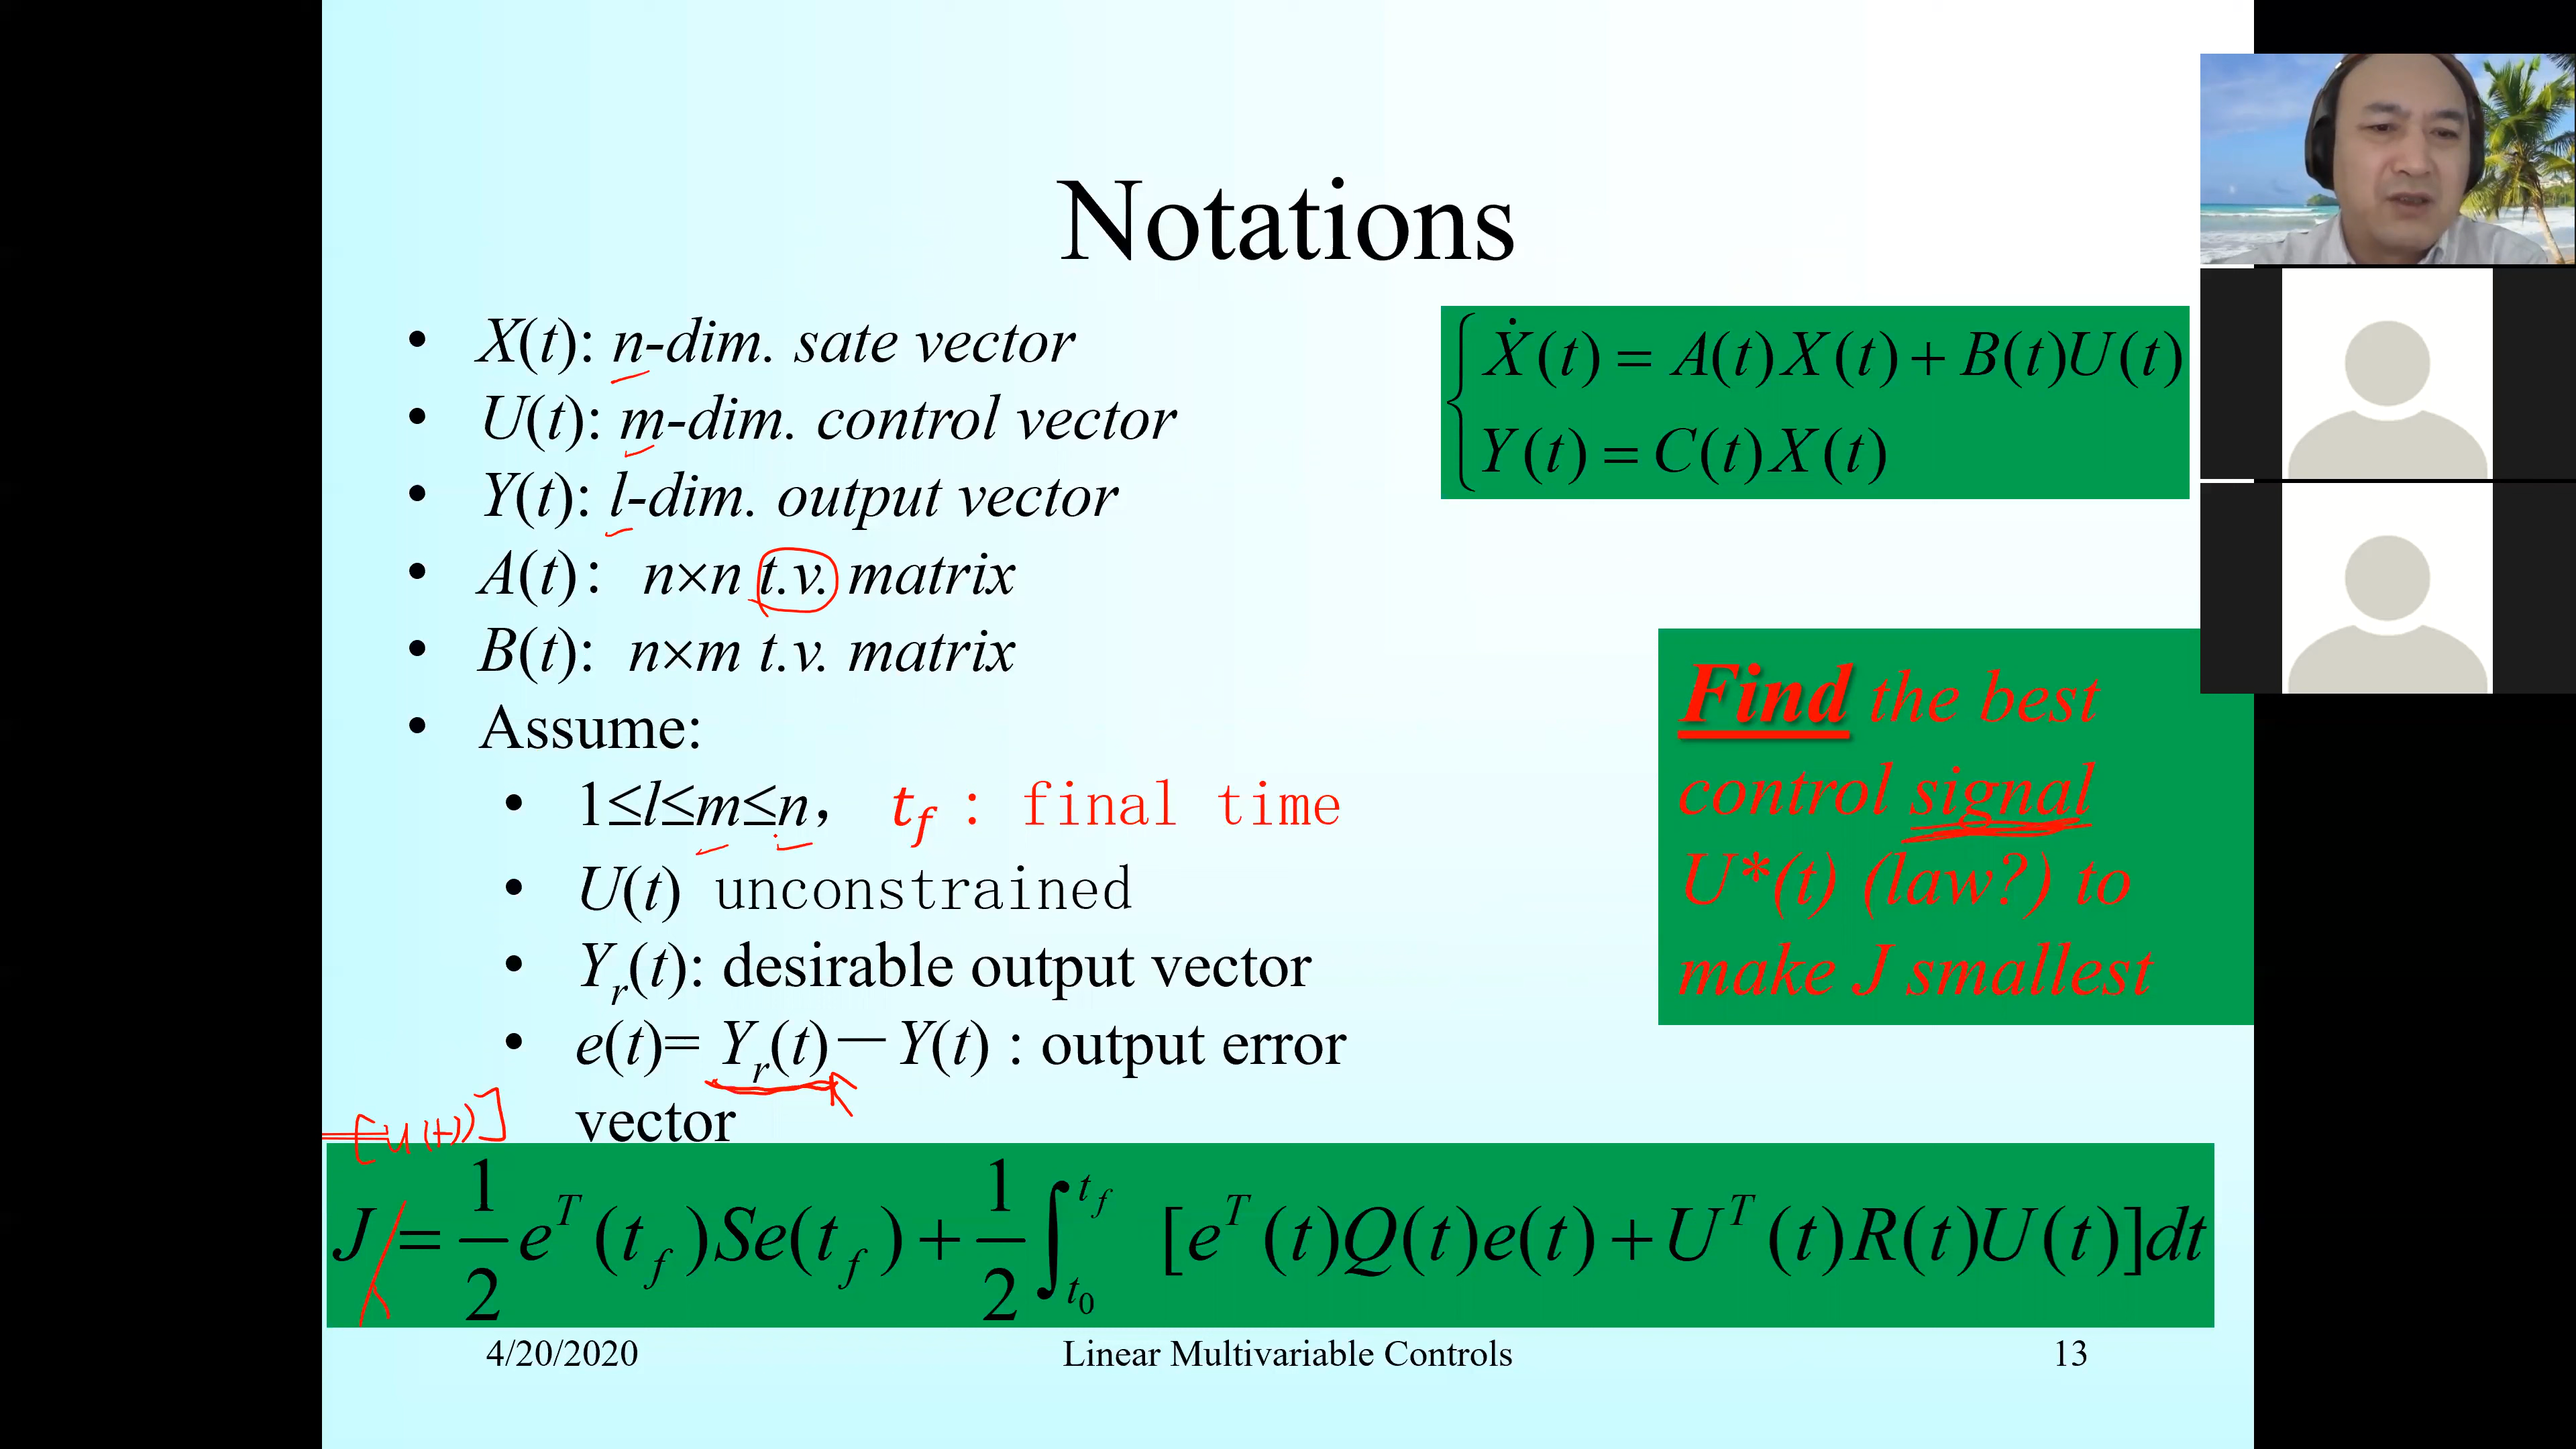 Notations
• X(t): n-dim. sate vector
• U(t): m-dim. control vector
• Y(t): l-dim. output vector
• A(t): n×n t.v. matrix
• B(t): n×m t.v. matrix
• Assume:
• 1≤l≤m≤n, t_f : final time
• U(t) unconstrained
• Y_r(t): desirable output vector
• e(t)= Y_r(t)－Y(t) : output error
vector
Ẋ(t) = A(t)X(t) + B(t)U(t)
Y(t) = C(t)X(t)
Find the best
control signal
U*(t) (law?) to
make J smallest
[u(t))]
J = 1/2 e^T(t_f)Se(t_f) + 1/2 ∫_{t_0}^{t_f} [e^T(t)Q(t)e(t) + U^T(t)R(t)U(t)]dt
4/20/2020 Linear Multivariable Controls 13